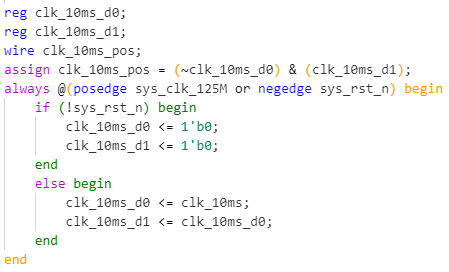 reg clk_10ms_d0;
reg clk_10ms_d1;
wire clk_10ms_pos;
assign clk_10ms_pos = (~clk_10ms_d0) & (clk_10ms_d1);
always @(posedge sys_clk_125M or negedge sys_rst_n) begin
    if (!sys_rst_n) begin
        clk_10ms_d0 <= 1'b0;
        clk_10ms_d1 <= 1'b0;
    end
    else begin
        clk_10ms_d0 <= clk_10ms;
        clk_10ms_d1 <= clk_10ms_d0;
    end
end